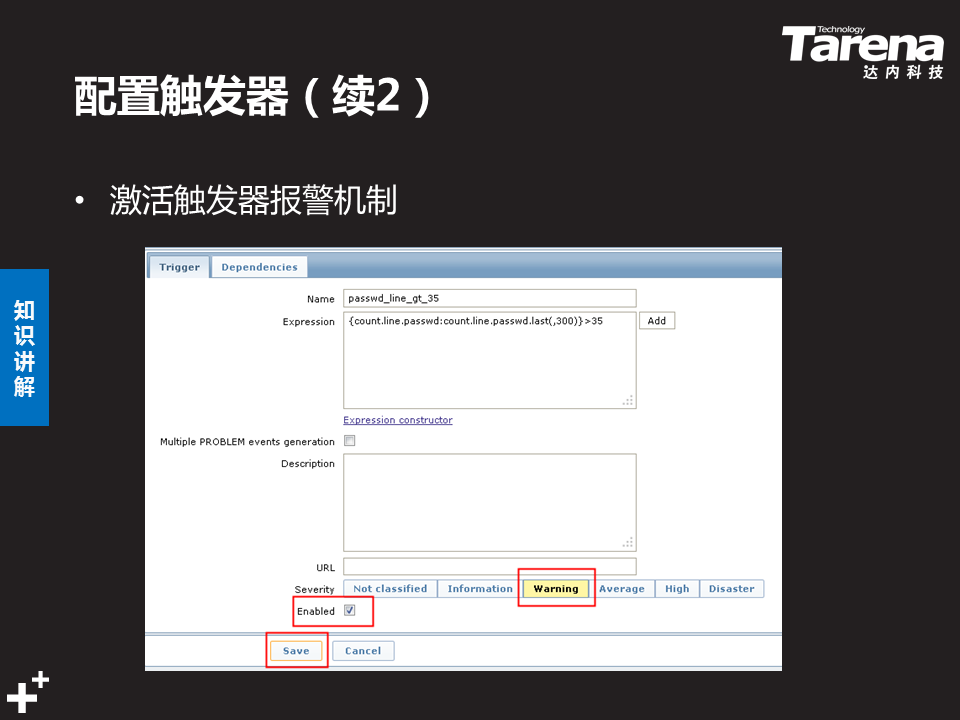 Technology
Tarena
达内科技
配置触发器（续2）
• 激活触发器报警机制
知识讲解
Trigger Dependencies
Name passwd_line_gt_35
Expression {count.line.passwd:count.line.passwd.last(,300)}>35 Add
Expression constructor
Multiple PROBLEM events generation
Description
URL
Severity Not classified Information Warning Average High Disaster
Enabled
Save Cancel